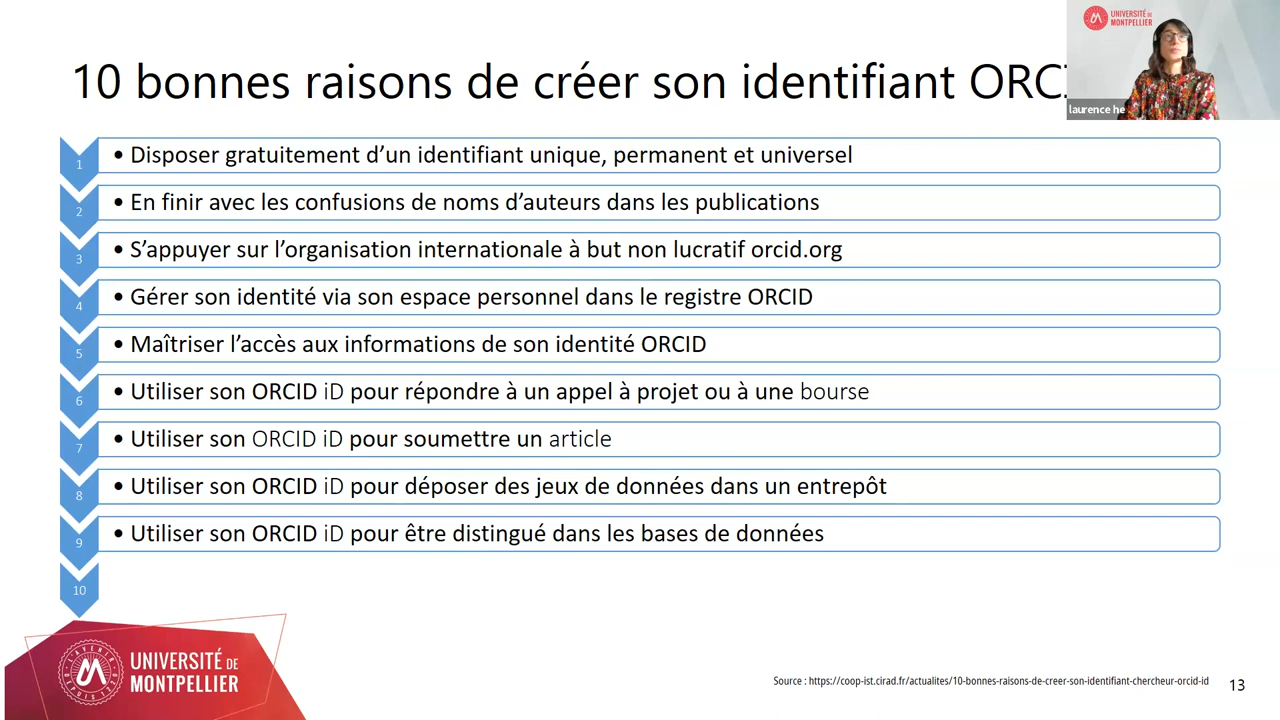 UNIVERSITÉ DE
MONTPELLIER
laurence he
10 bonnes raisons de créer son identifiant ORC
1
• Disposer gratuitement d’un identifiant unique, permanent et universel
2
• En finir avec les confusions de noms d’auteurs dans les publications
3
• S’appuyer sur l’organisation internationale à but non lucratif orcid.org
4
• Gérer son identité via son espace personnel dans le registre ORCID
5
• Maîtriser l’accès aux informations de son identité ORCID
6
• Utiliser son ORCID iD pour répondre à un appel à projet ou à une bourse
7
• Utiliser son ORCID iD pour soumettre un article
8
• Utiliser son ORCID iD pour déposer des jeux de données dans un entrepôt
9
• Utiliser son ORCID iD pour être distingué dans les bases de données
10
UNIVERSITÉ DE
MONTPELLIER
Source : https://coop-ist.cirad.fr/actualites/10-bonnes-raisons-de-creer-son-identifiant-chercheur-orcid-id
13